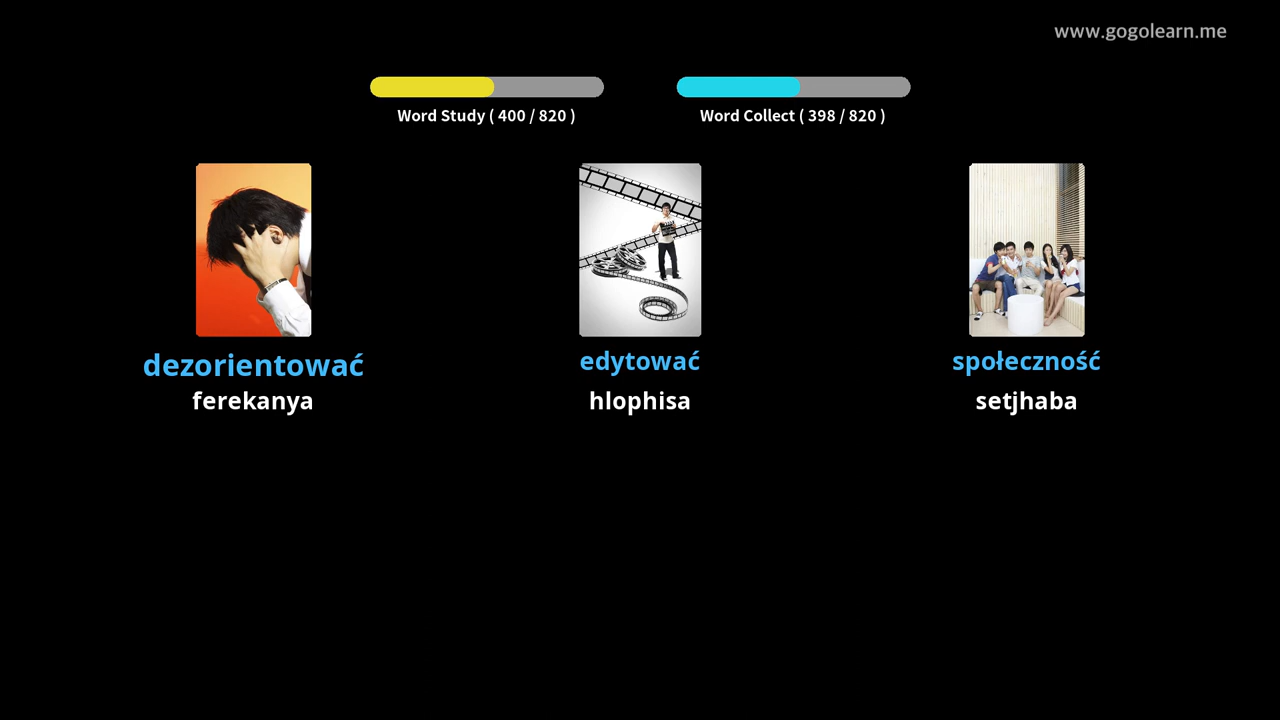 www.gogolearn.me
Word Study ( 400 / 820 )
Word Collect ( 398 / 820 )
dezorientować
ferekanya
edytować
hlophisa
społeczność
setjhaba